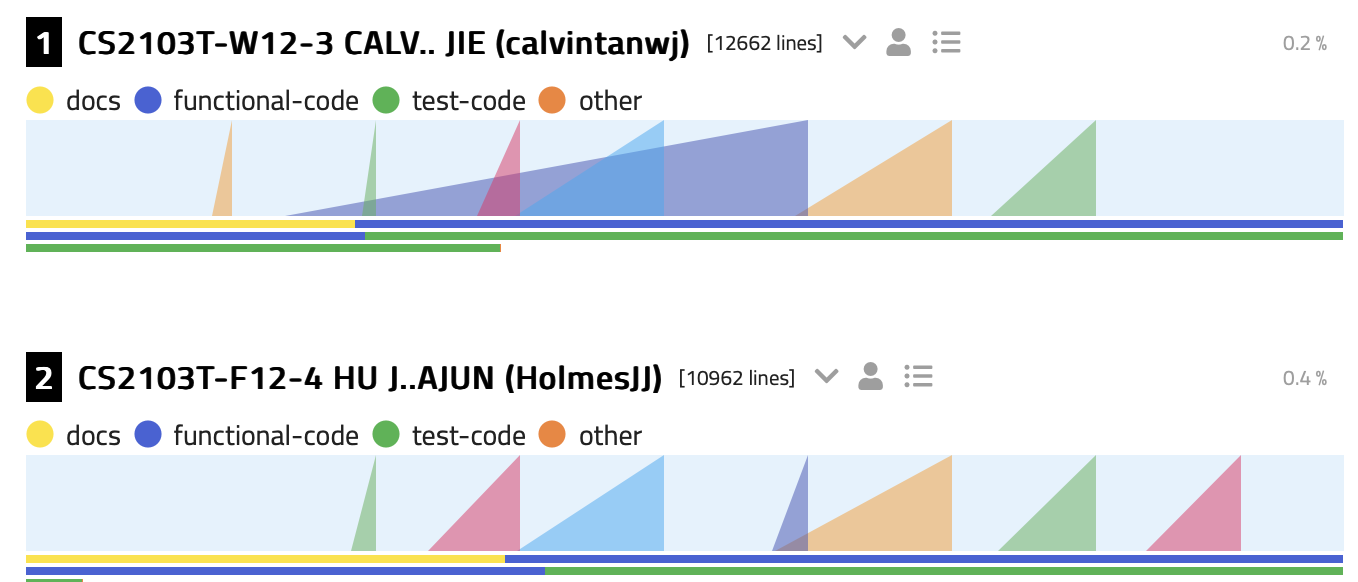 1 CS2103T-W12-3 CALV.. JIE (calvintanwj) [12662 lines] 0.2 %
docs functional-code test-code other
2 CS2103T-F12-4 HU J..AJUN (HolmesJJ) [10962 lines] 0.4 %
docs functional-code test-code other